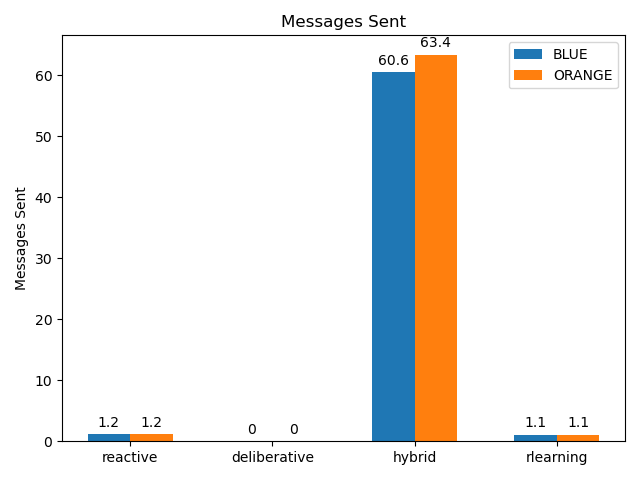 Messages Sent
BLUE
ORANGE
Messages Sent
60
50
40
30
20
10
0
1.2
1.2
0
0
60.6
63.4
1.1
1.1
reactive
deliberative
hybrid
rlearning